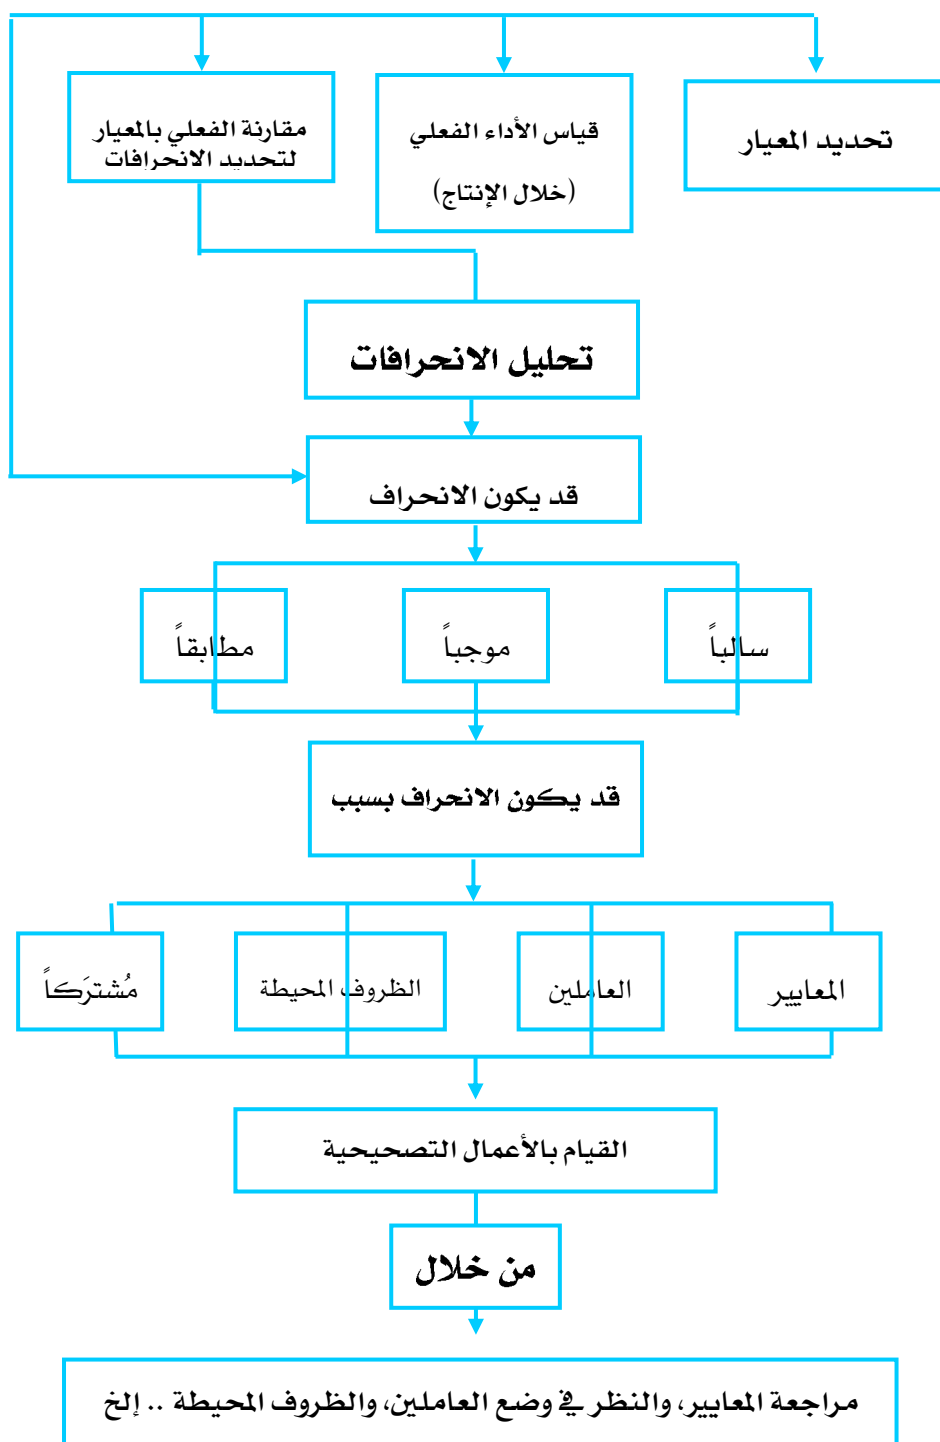 تحديد المعيار
قياس الأداء الفعلي
(خلال الإنتاج)
مقارنة الفعلي بالمعيار
لتحديد الانحرافات
تحليل الانحرافات
قد يكون الانحراف
سالباً
موجباً
مطابقاً
قد يكون الانحراف بسبب
المعايير
العاملين
الظروف المحيطة
مُشترَكاً
القيام بالأعمال التصحيحية
من خلال
مراجعة المعايير، والنظر في وضع العاملين، والظروف المحيطة .. إلخ